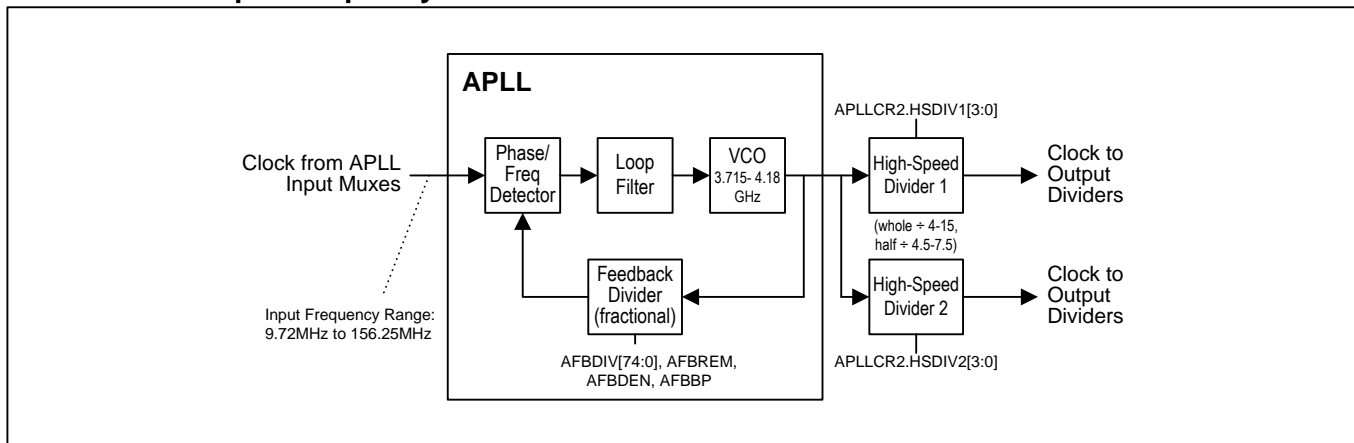 APLL
APLLCR2.HSDIV1[3:0]
Clock from APLL
Input Muxes
Phase/
Freq
Detector
Loop
Filter
VCO
3.715- 4.18
GHz
High-Speed
Divider 1
Clock to
Output
Dividers
(whole ÷ 4-15,
half ÷ 4.5-7.5)
Feedback
Divider
(fractional)
High-Speed
Divider 2
Clock to
Output
Dividers
Input Frequency Range:
9.72MHz to 156.25MHz
AFBDIV[74:0], AFBREM,
AFBDEN, AFBBP
APLLCR2.HSDIV2[3:0]